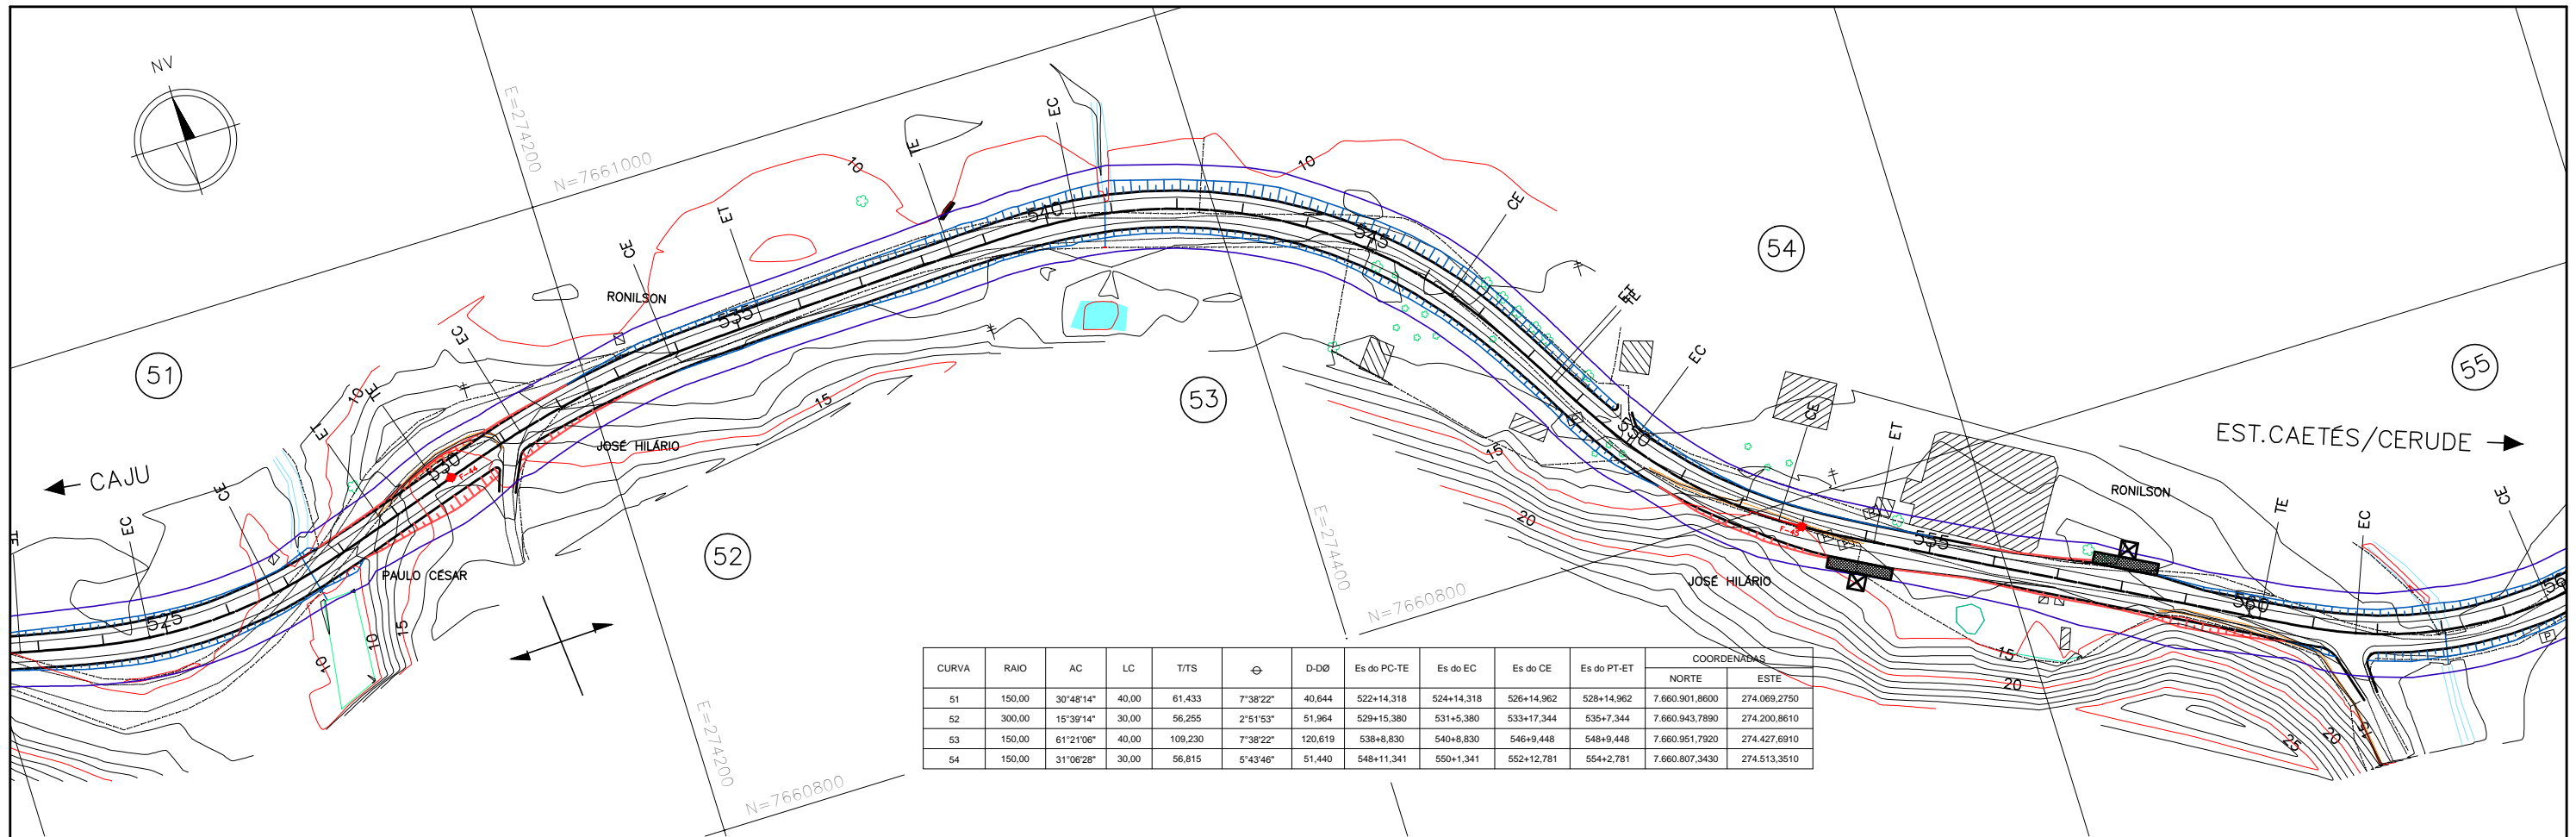 NV
E=274200
N=7661000
10
TE
EC
10
CE
54
ET
CE
540
545
RONILSON
535
EC
51
10
TE
ET
TE
EC
53
55
15
JOSÉ HILÁRIO
550
CE
ET
EST.CAETÉS/CERUDE
15
CAJU
ET
530
F-44
CE
EC
RONILSON
TE
EC
CE
20
E=274400
F-45
555
52
PAULO CÉSAR
JOSÉ HILÁRIO
N=7660800
560
56
525
P
10
15
10
15
20
15
20
25
E=274200
N=7660800
CURVA RAIO AC LC T/TS ϴ D-DØ Es do PC-TE Es do EC Es do CE Es do PT-ET COORDENADAS
NORTE ESTE
51 150,00 30°48'14" 40,00 61,433 7°38'22" 40,644 522+14,318 524+14,318 526+14,962 528+14,962 7.660.901,8600 274.069,2750
52 300,00 15°39'14" 30,00 56,255 2°51'53" 51,964 529+15,380 531+5,380 533+17,344 535+7,344 7.660.943,7890 274.200,8610
53 150,00 61°21'06" 40,00 109,230 7°38'22" 120,619 538+8,830 540+8,830 546+9,448 548+9,448 7.660.951,7920 274.427,6910
54 150,00 31°06'28" 30,00 56,815 5°43'46" 51,440 548+11,341 550+1,341 552+12,781 554+2,781 7.660.807,3430 274.513,3510